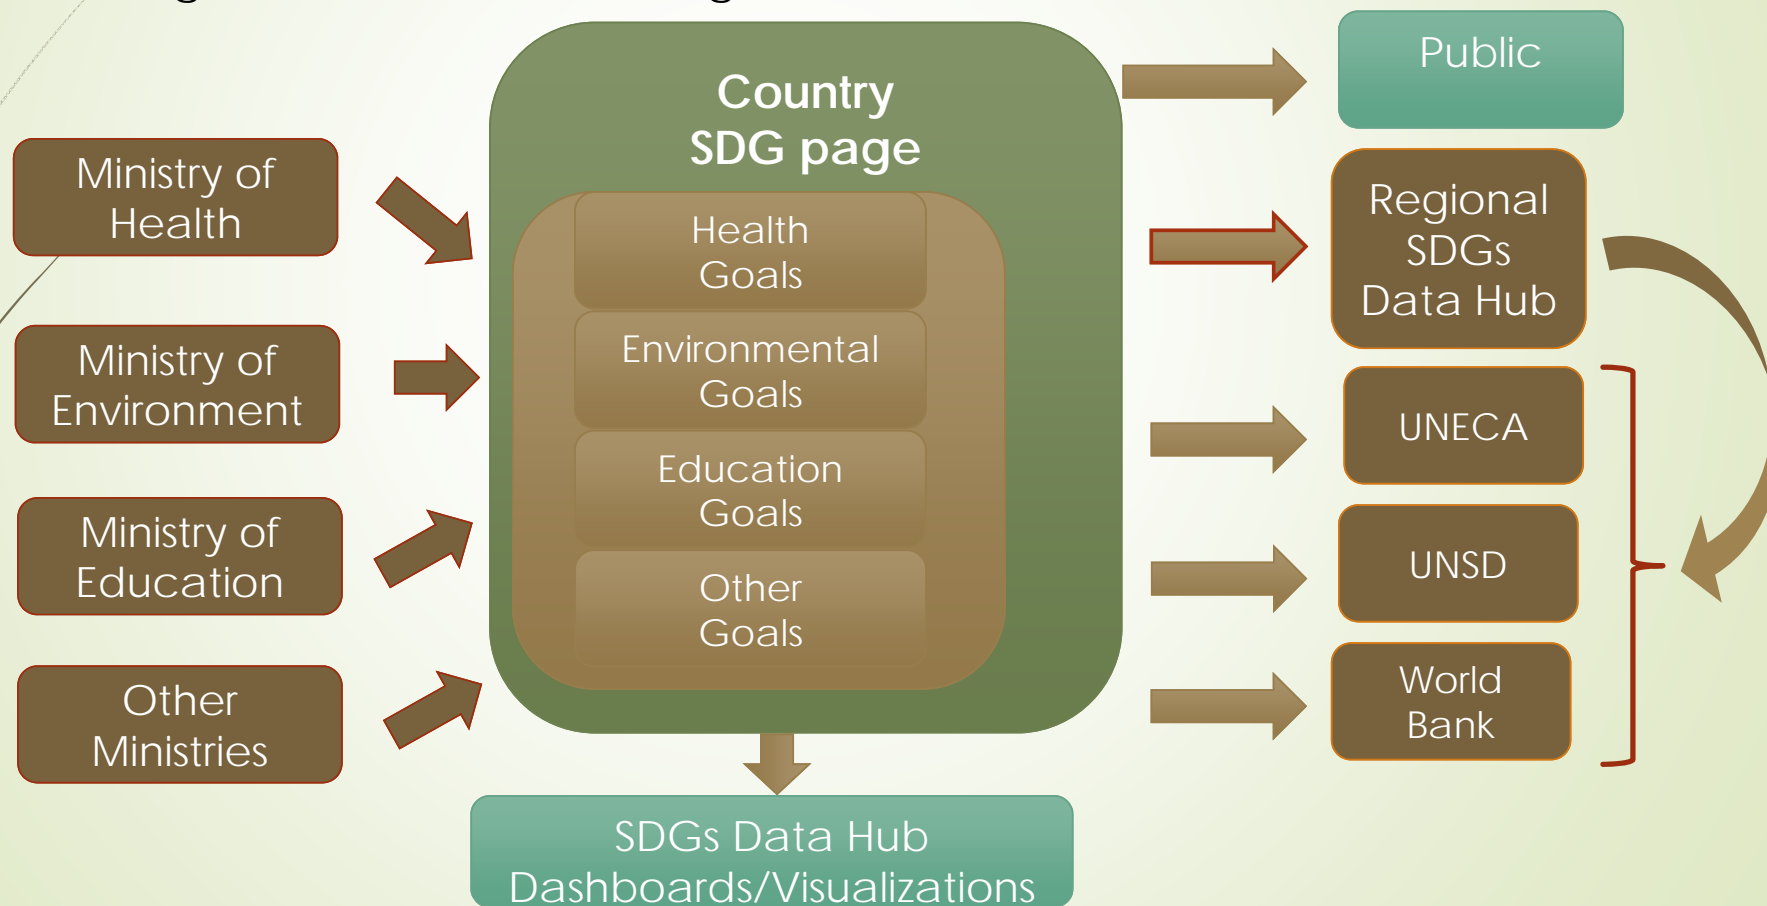 Country
SDG page
Public
Ministry of
Health
Health
Goals
Regional
SDGs
Data Hub
Ministry of
Environment
Environmental
Goals
UNECA
Ministry of
Education
Education
Goals
UNSD
Other
Goals
Other
Ministries
World
Bank
SDGs Data Hub
Dashboards/Visualizations